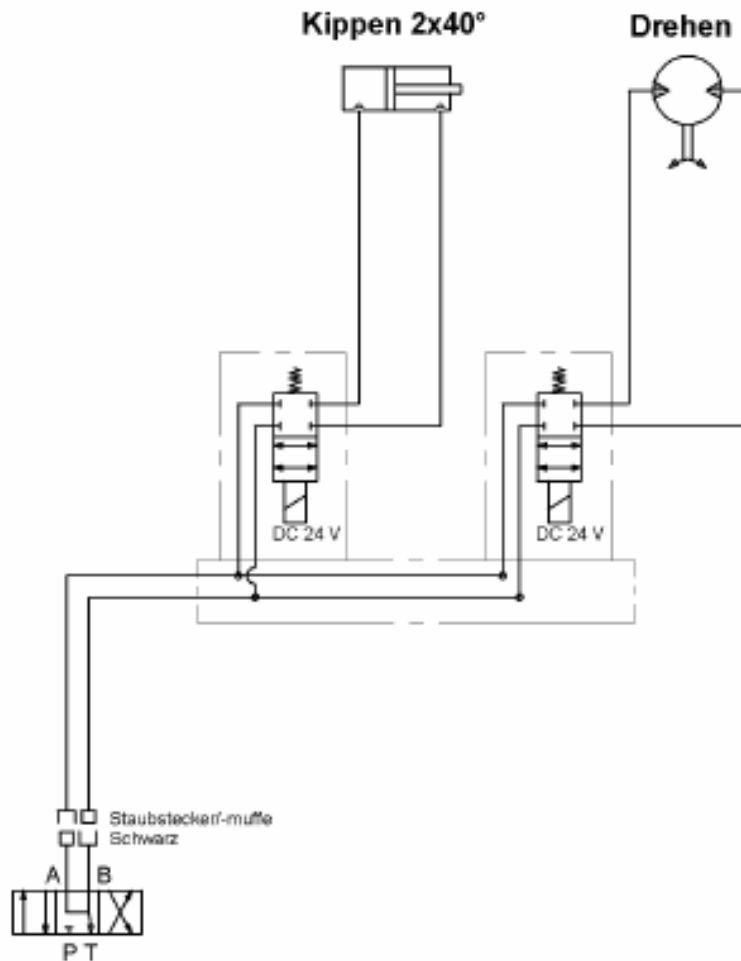 Kippen 2x40° Drehen
DC 24 V DC 24 V
Staubstecker/-muffe
Schwarz
A B
P T